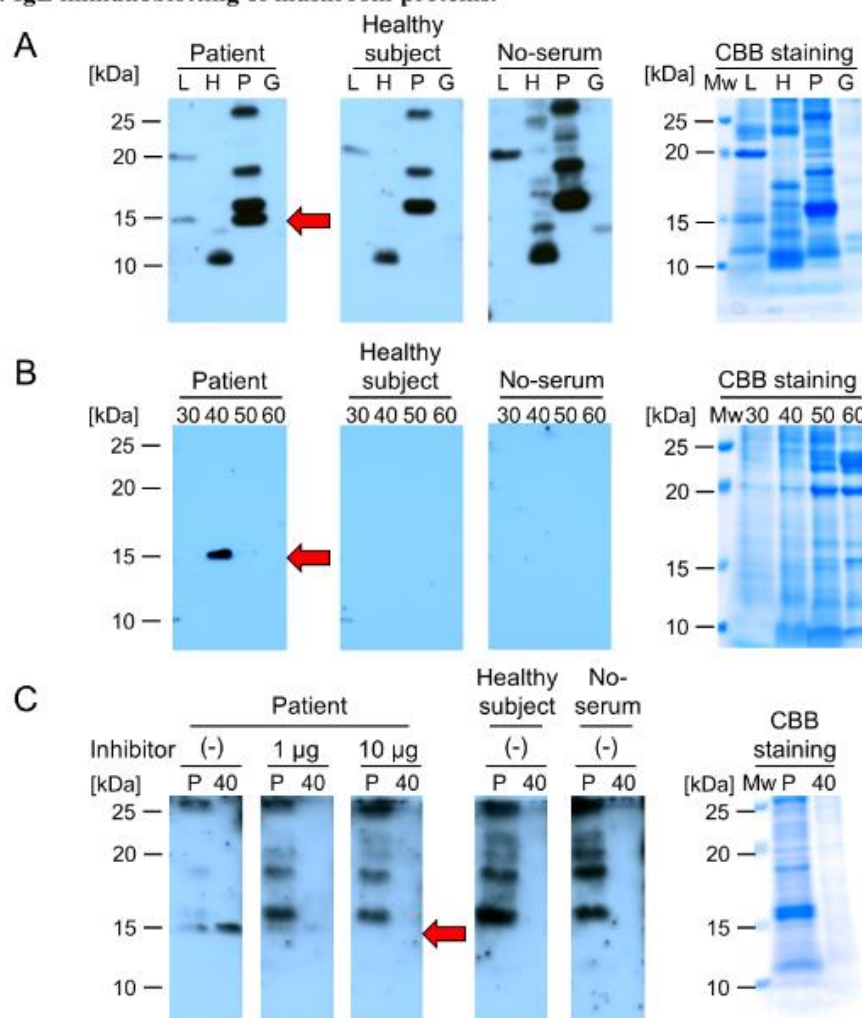 IgE immunoblotting of mushroom proteins.
A
Patient
Healthy subject
No-serum
CBB staining
[kDa] L H P G
L H P G
L H P G
[kDa] Mw L H P G
25
20
15
10
25
20
15
10
B
Patient
Healthy subject
No-serum
CBB staining
[kDa] 30 40 50 60
30 40 50 60
30 40 50 60
[kDa] Mw 30 40 50 60
25
20
15
10
25
20
15
10
C
Patient
Healthy subject
No-serum
CBB staining
Inhibitor (-) 1 µg 10 µg (-) (-)
[kDa] P 40 P 40 P 40 P 40 P 40 [kDa] Mw P 40
25
20
15
10
25
20
15
10